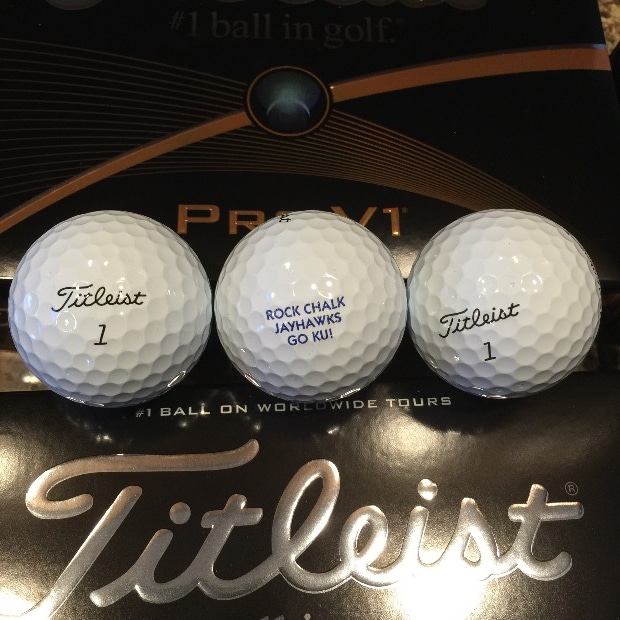 #1 ball in golf.®
PRO V1
Titleist
1
ROCK CHALK
JAYHAWKS
GO KU!
Titleist
1
#1 BALL ON WORLDWIDE TOURS
Titleist®